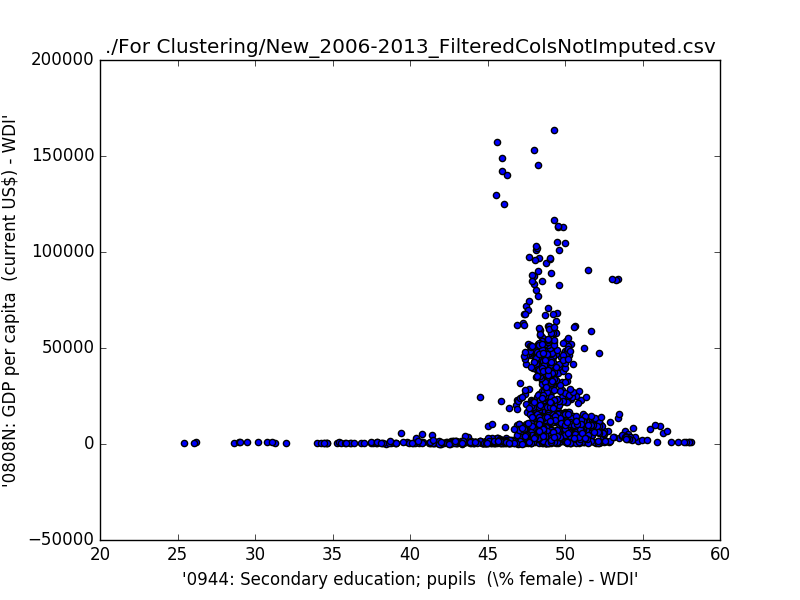 ./For Clustering/New_2006-2013_FilteredColsNotImputed.csv
200000
150000
100000
50000
0
−50000
'0808N: GDP per capita  (current US$) - WDI'
20 25 30 35 40 45 50 55 60
'0944: Secondary education; pupils  (\% female) - WDI'